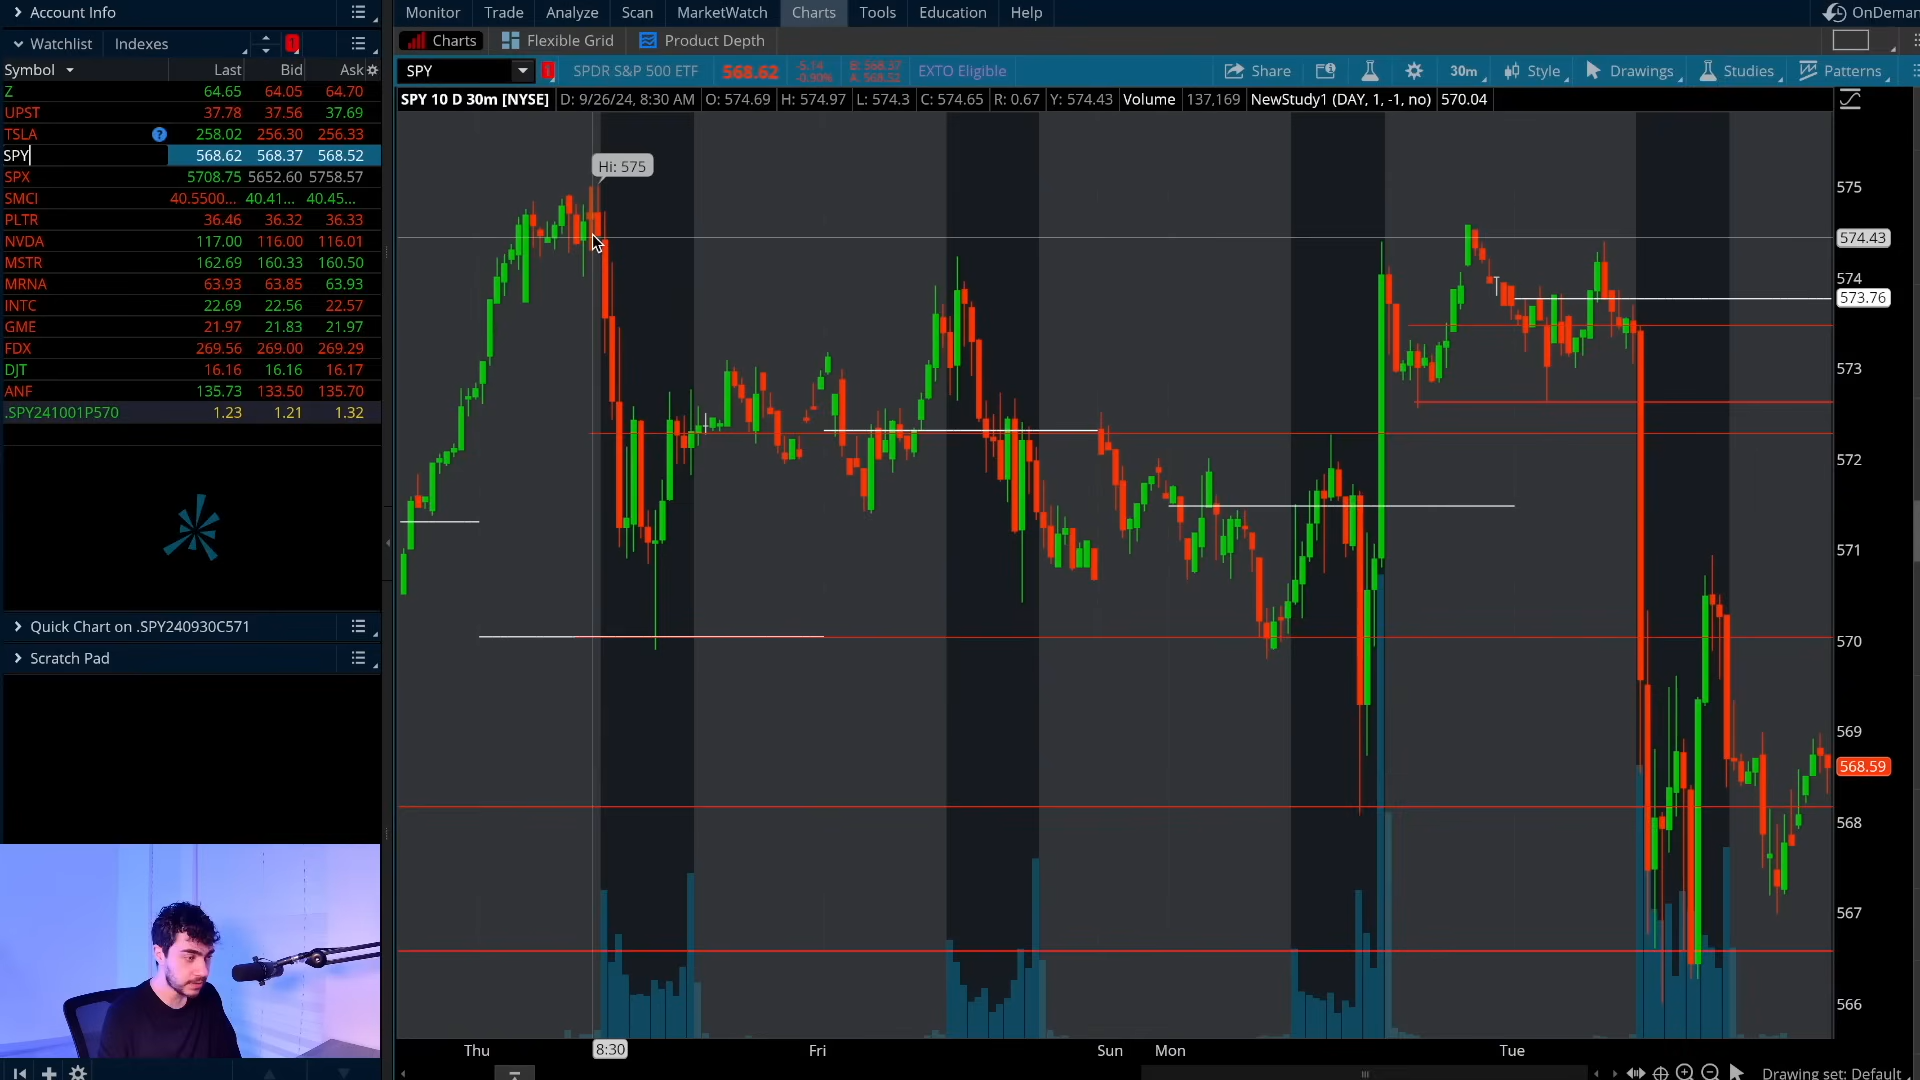 Account Info
Monitor Trade Analyze Scan MarketWatch Charts Tools Education Help
OnDeman
Watchlist Indexes 1
Charts Flexible Grid Product Depth
Symbol Last Bid Ask
SPY 1 SPDR S&P 500 ETF 568.62 -5.14 -0.90% B: 568.37 A: 568.52 EXTO Eligible
Share 30m Style Drawings Studies Patterns
SPY 10 D 30m [NYSE] D: 9/26/24, 8:30 AM O: 574.69 H: 574.97 L: 574.3 C: 574.65 R: 0.67 Y: 574.43 Volume 137,169 NewStudy1 (DAY, 1, -1, no) 570.04
Z 64.65 64.05 64.70
UPST 37.78 37.56 37.69
TSLA ? 258.02 256.30 256.33
SPY 568.62 568.37 568.52
SPX 5708.75 5652.60 5758.57
SMCI 40.5500... 40.41... 40.45...
PLTR 36.46 36.32 36.33
NVDA 117.00 116.00 116.01
MSTR 162.69 160.33 160.50
MRNA 63.93 63.85 63.93
INTC 22.69 22.56 22.57
GME 21.97 21.83 21.97
FDX 269.56 269.00 269.29
DJT 16.16 16.16 16.17
ANF 135.73 133.50 135.70
.SPY241001P570 1.23 1.21 1.32
Quick Chart on .SPY240930C571
Scratch Pad
Hi: 575
575
574.43
574
573.76
573
572
571
570
569
568.59
568
567
566
Thu 8:30 Fri Sun Mon Tue
Drawing set: Default